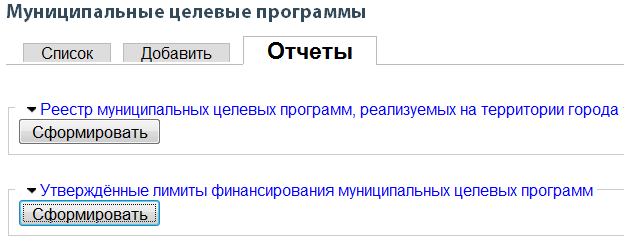 Муниципальные целевые программы
Список Добавить Отчеты
Реестр муниципальных целевых программ, реализуемых на территории города
Сформировать
Утверждённые лимиты финансирования муниципальных целевых программ
Сформировать